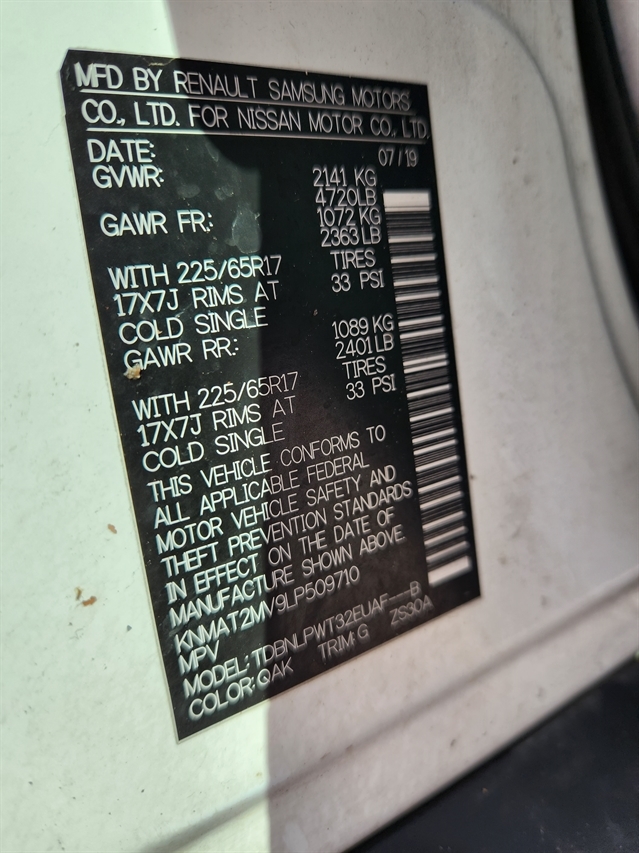 MFD BY RENAULT SAMSUNG MOTORS
CO., LTD. FOR NISSAN MOTOR CO., LTD.
DATE: 07/19
GVWR: 2141 KG
4720LB
GAWR FR.: 1072 KG
2363LB
WITH 225/65R17 TIRES
17X7J RIMS AT 33 PSI
COLD SINGLE
GAWR RR.: 1089 KG
2401LB
WITH 225/65R17 TIRES
17X7J RIMS AT 33 PSI
COLD SINGLE
THIS VEHICLE CONFORMS TO
ALL APPLICABLE FEDERAL
MOTOR VEHICLE SAFETY AND
THEFT PREVENTION STANDARDS
IN EFFECT ON THE DATE OF
MANUFACTURE SHOWN ABOVE.
KNMAT2MV9LP509710
MPV
MODEL: TDBNLPWT32EUAF---B
COLOR: QAK TRIM: G ZS30A